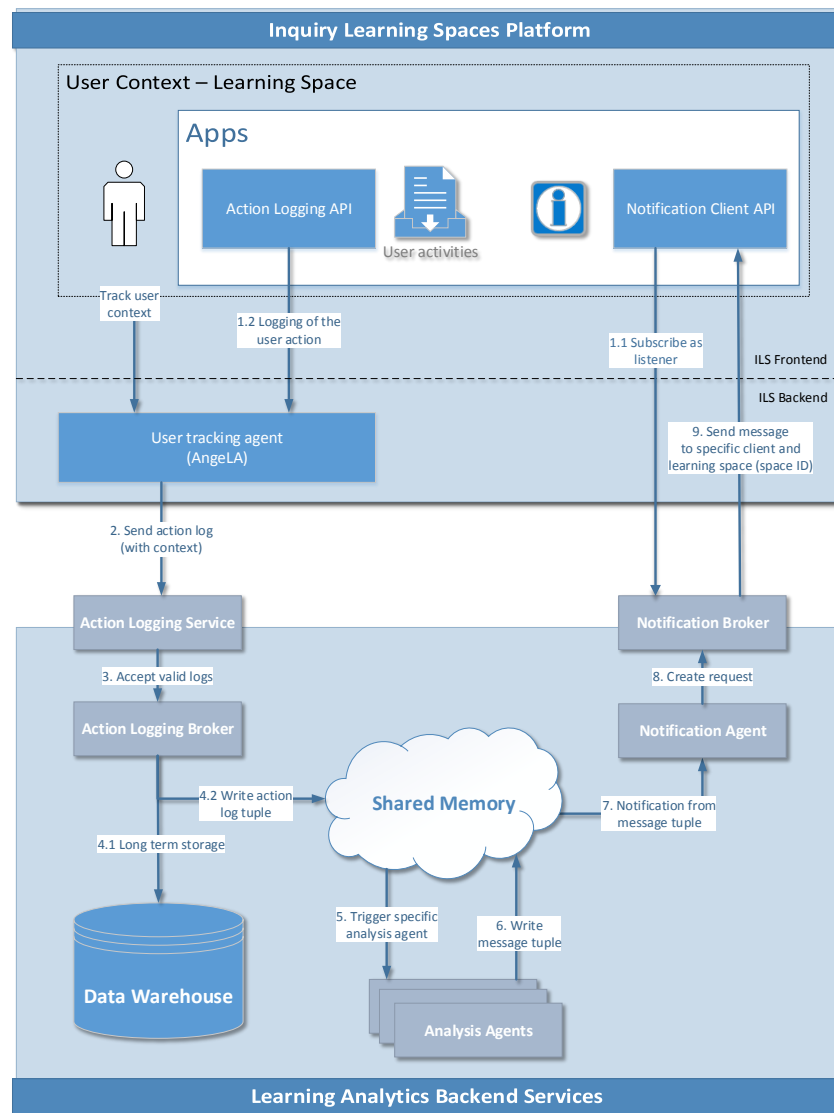 Inquiry Learning Spaces Platform
User Context – Learning Space
Apps
Action Logging API
User activities
Notification Client API
Track user
context
1.2 Logging of the
user action
1.1 Subscribe as
listener
ILS Frontend
ILS Backend
User tracking agent
(AngeLA)
9. Send message
to specific client and
learning space (space ID)
2. Send action log
(with context)
Action Logging Service
Notification Broker
3. Accept valid logs
8. Create request
Action Logging Broker
Notification Agent
4.2 Write action
log tuple
Shared Memory
7. Notification from
message tuple
4.1 Long term storage
5. Trigger specific
analysis agent
6. Write
message tuple
Data Warehouse
Analysis Agents
Learning Analytics Backend Services